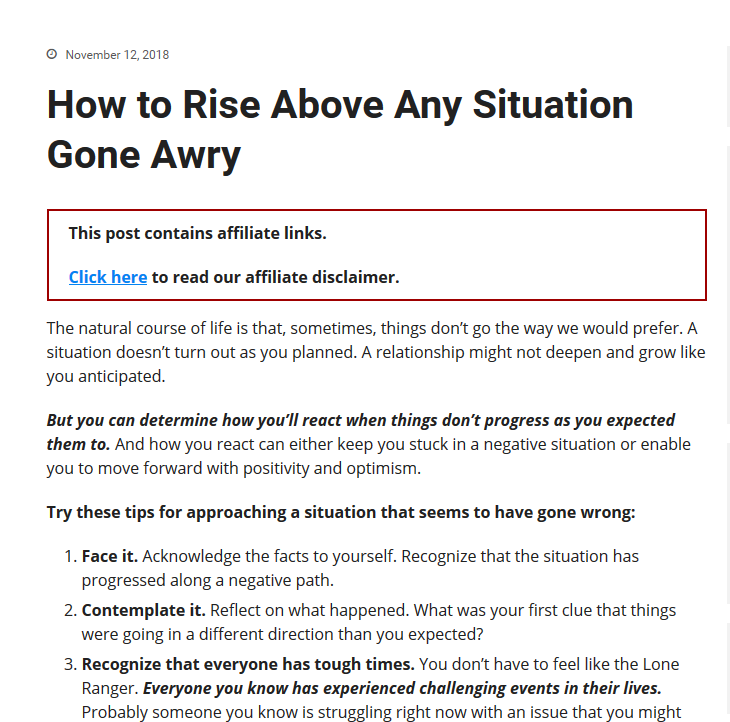 November 12, 2018
How to Rise Above Any Situation
Gone Awry
This post contains affiliate links.
Click here to read our affiliate disclaimer.
The natural course of life is that, sometimes, things don’t go the way we would prefer. A
situation doesn’t turn out as you planned. A relationship might not deepen and grow like
you anticipated.
But you can determine how you’ll react when things don’t progress as you expected
them to. And how you react can either keep you stuck in a negative situation or enable
you to move forward with positivity and optimism.
Try these tips for approaching a situation that seems to have gone wrong:
1. Face it. Acknowledge the facts to yourself. Recognize that the situation has
progressed along a negative path.
2. Contemplate it. Reflect on what happened. What was your first clue that things
were going in a different direction than you expected?
3. Recognize that everyone has tough times. You don’t have to feel like the Lone
Ranger. Everyone you know has experienced challenging events in their lives.
Probably someone you know is struggling right now with an issue that you might